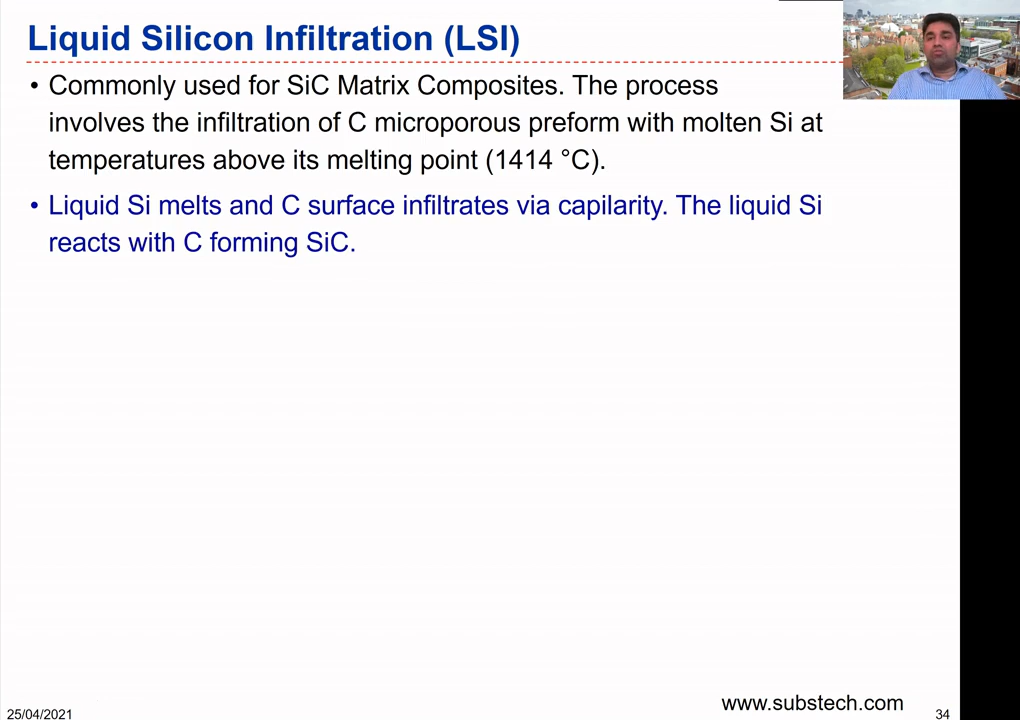 Liquid Silicon Infiltration (LSI)
• Commonly used for SiC Matrix Composites. The process
involves the infiltration of C microporous preform with molten Si at
temperatures above its melting point (1414 °C).
• Liquid Si melts and C surface infiltrates via capilarity. The liquid Si
reacts with C forming SiC.
www.substech.com
25/04/2021
34